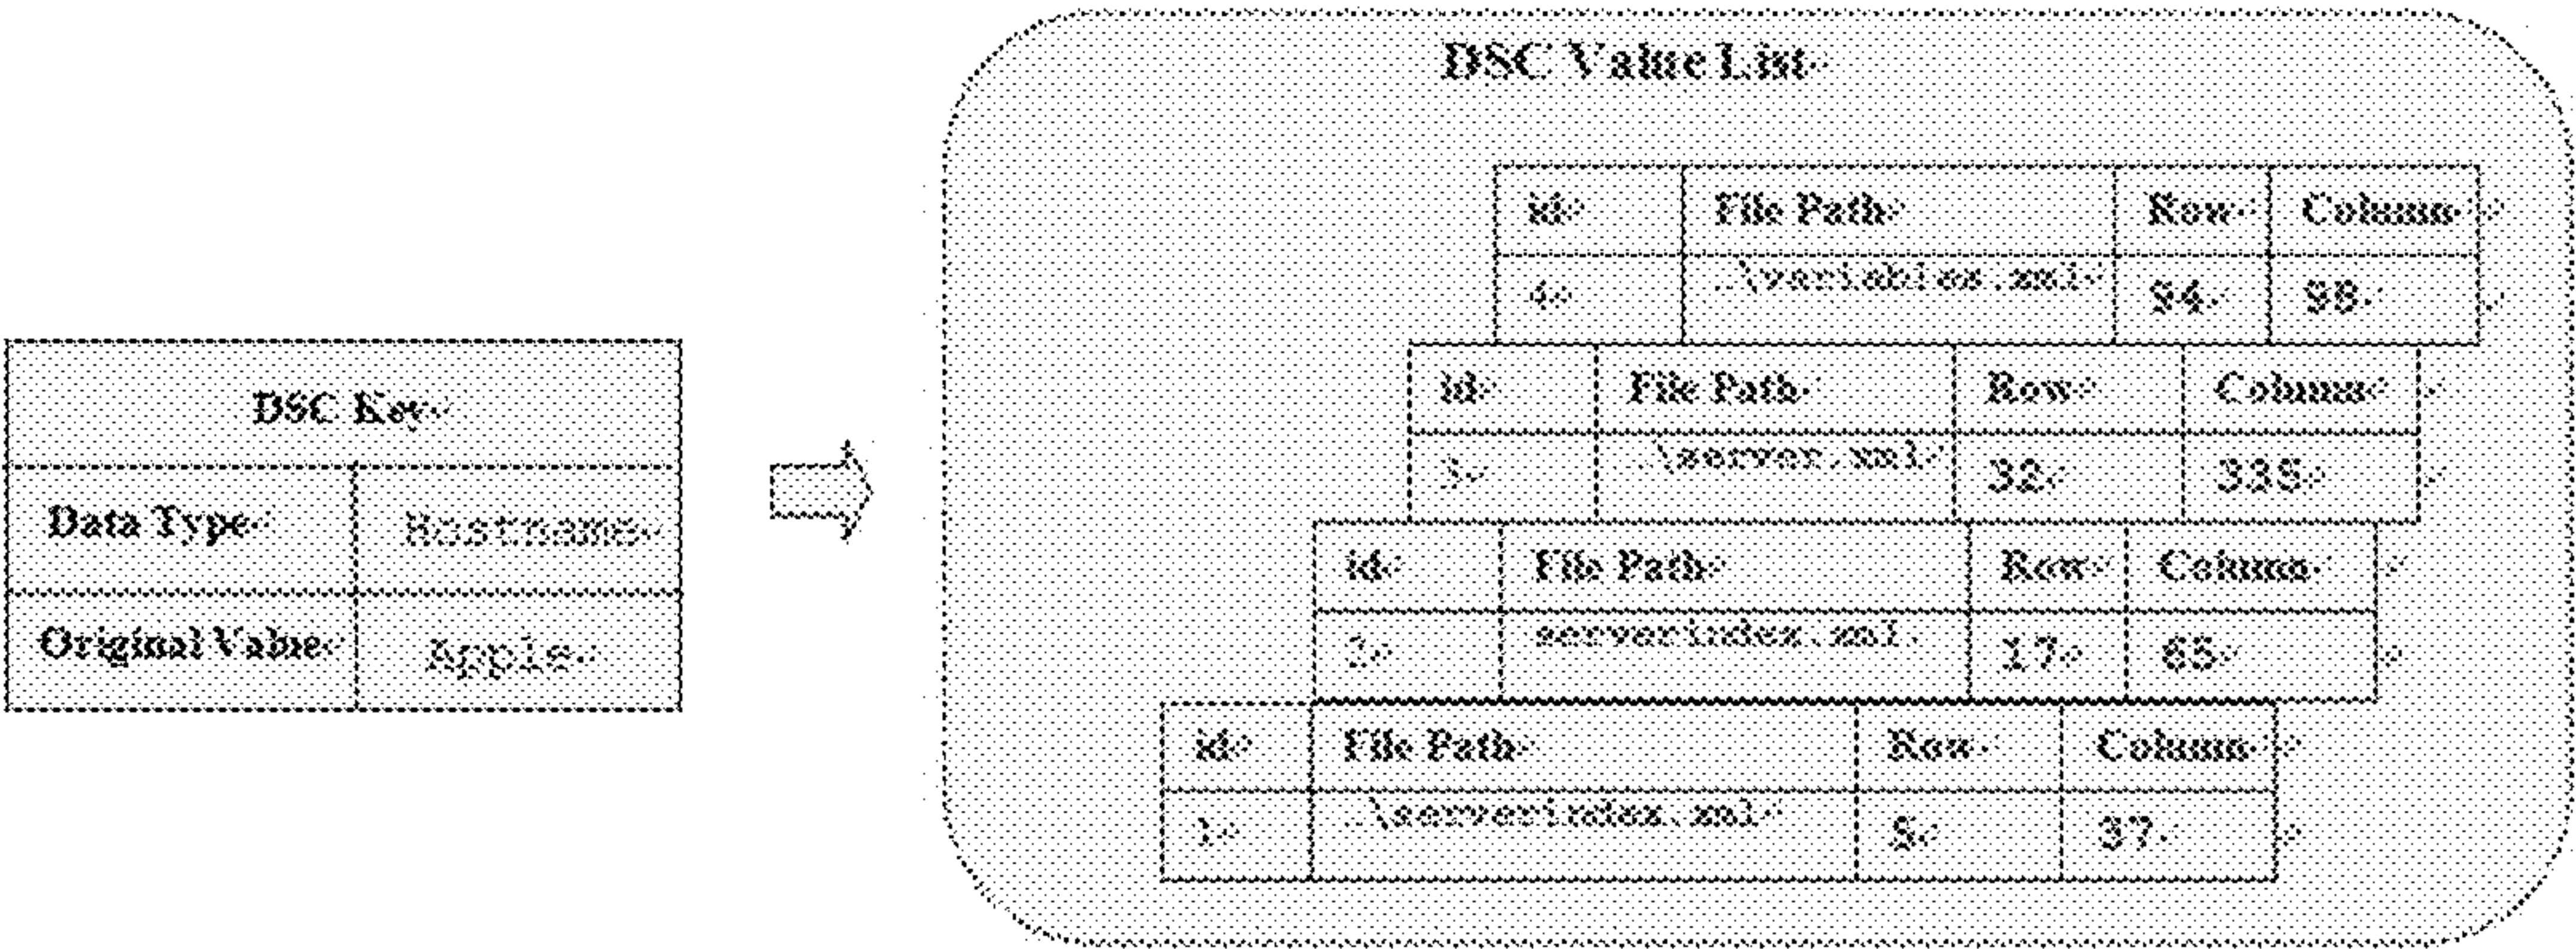 DSC Value List
id File Path Row Column
4 ..\variables.xml 94 98
id File Path Row Column
3 ..\server.xml 32 335
id File Path Row Column
2 serverindex.xml 17 65
id File Path Row Column
1 ..\serverindex.xml 5 37
DSC Key
Data Type Hostname
Original Value Apple